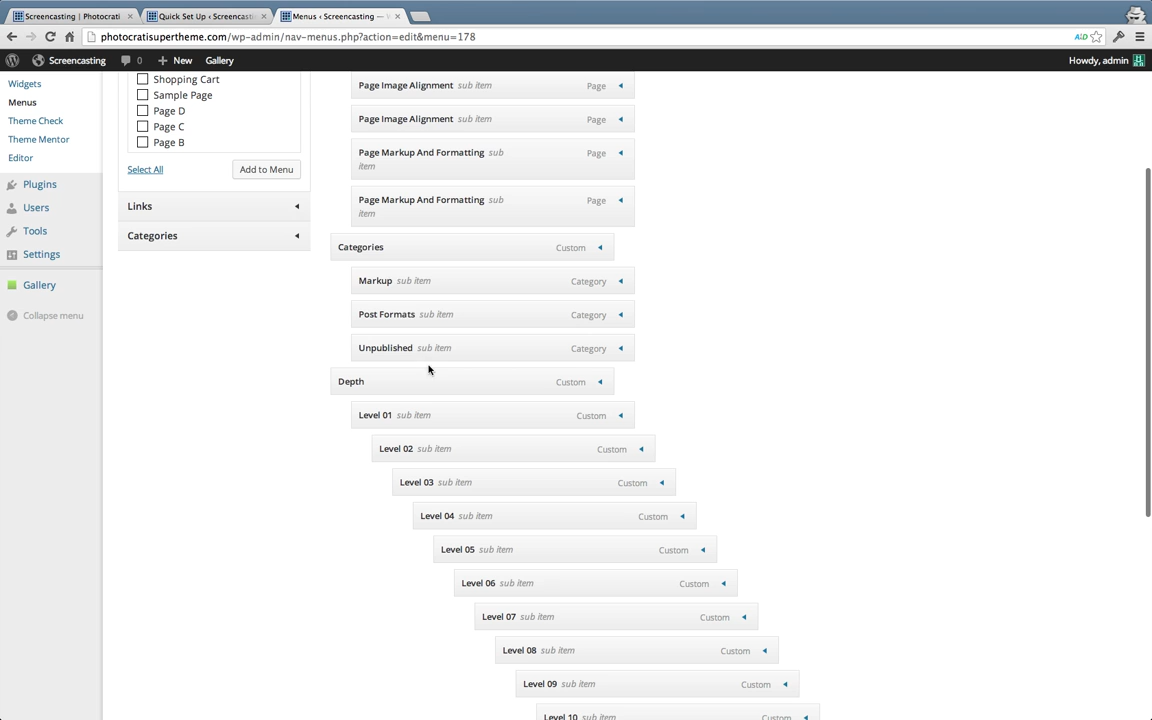 Screencasting | Photocrati
Quick Set Up ‹ Screencasti
Menus ‹ Screencasting —
photocratisupertheme.com/wp-admin/nav-menus.php?action=edit&menu=178
Screencasting 0 New Gallery Howdy, admin
Widgets
Menus
Theme Check
Theme Mentor
Editor
Plugins
Users
Tools
Settings
Gallery
Collapse menu
Shopping Cart
Sample Page
Page D
Page C
Page B
Select All Add to Menu
Links
Categories
Page Image Alignment sub item Page
Page Image Alignment sub item Page
Page Markup And Formatting sub Page
item
Page Markup And Formatting sub Page
item
Categories Custom
Markup sub item Category
Post Formats sub item Category
Unpublished sub item Category
Depth Custom
Level 01 sub item Custom
Level 02 sub item Custom
Level 03 sub item Custom
Level 04 sub item Custom
Level 05 sub item Custom
Level 06 sub item Custom
Level 07 sub item Custom
Level 08 sub item Custom
Level 09 sub item Custom
Level 10 sub item Custom